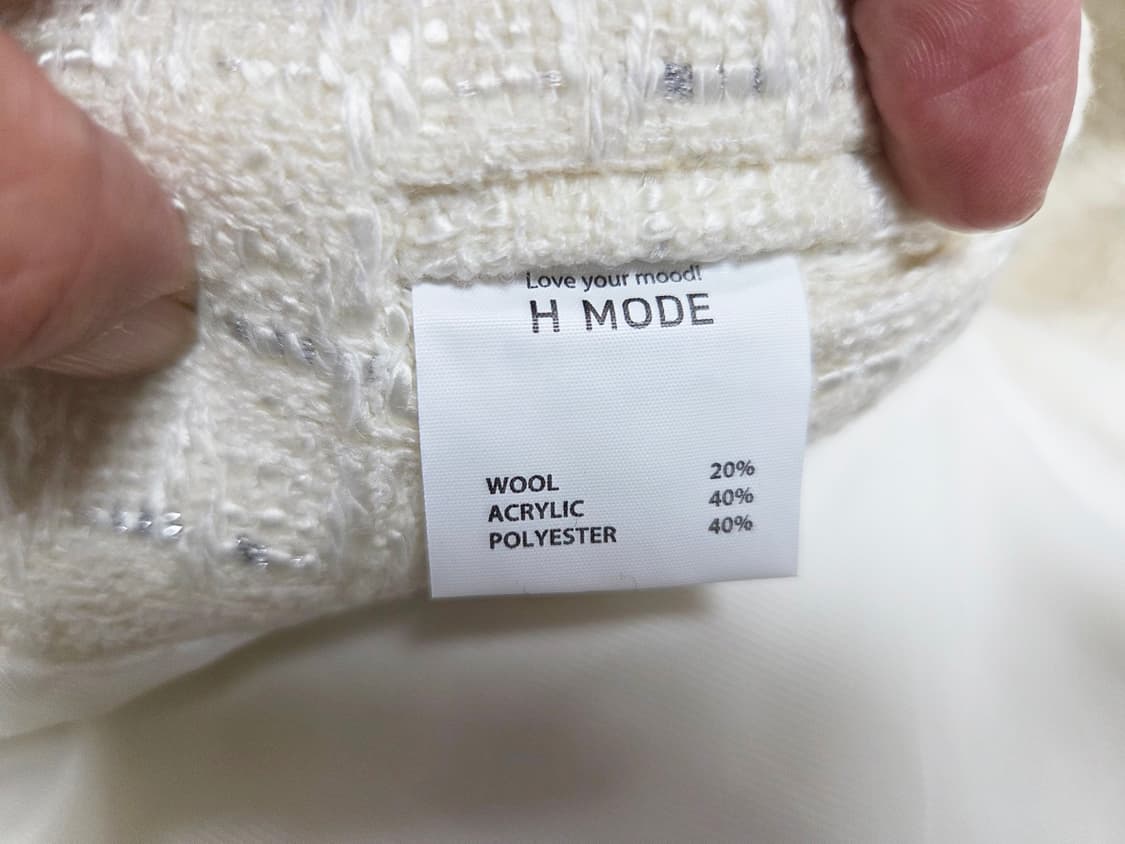 Love your mood!
H MODE
WOOL 20%
ACRYLIC 40%
POLYESTER 40%